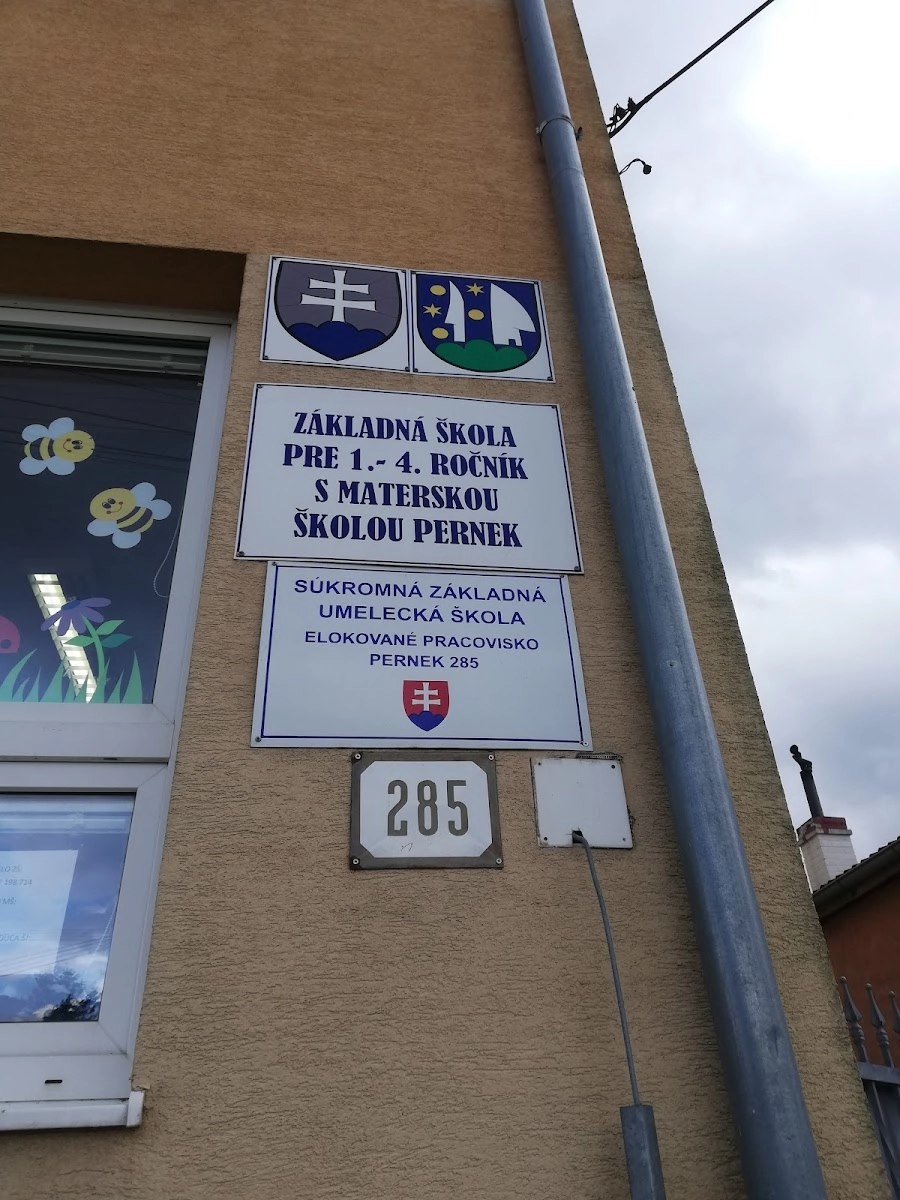 ZÁKLADNÁ ŠKOLA
PRE 1.- 4. ROČNÍK
S MATERSKOU
ŠKOLOU PERNEK
SÚKROMNÁ ZÁKLADNÁ
UMELECKÁ ŠKOLA
ELOKOVANÉ PRACOVISKO
PERNEK 285
285